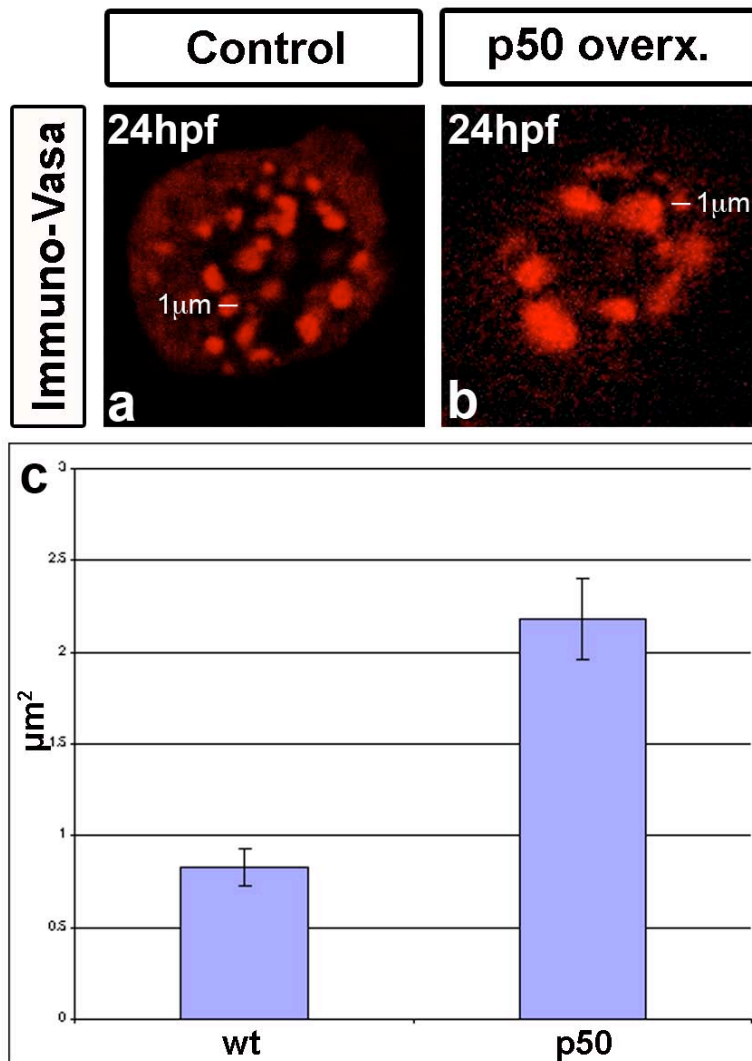 Control
p50 overx.
Immuno-Vasa
24hpf
24hpf
1μm
1μm
a
b
c
μm²
3
2.5
2
1.5
1
0.5
0
wt
p50